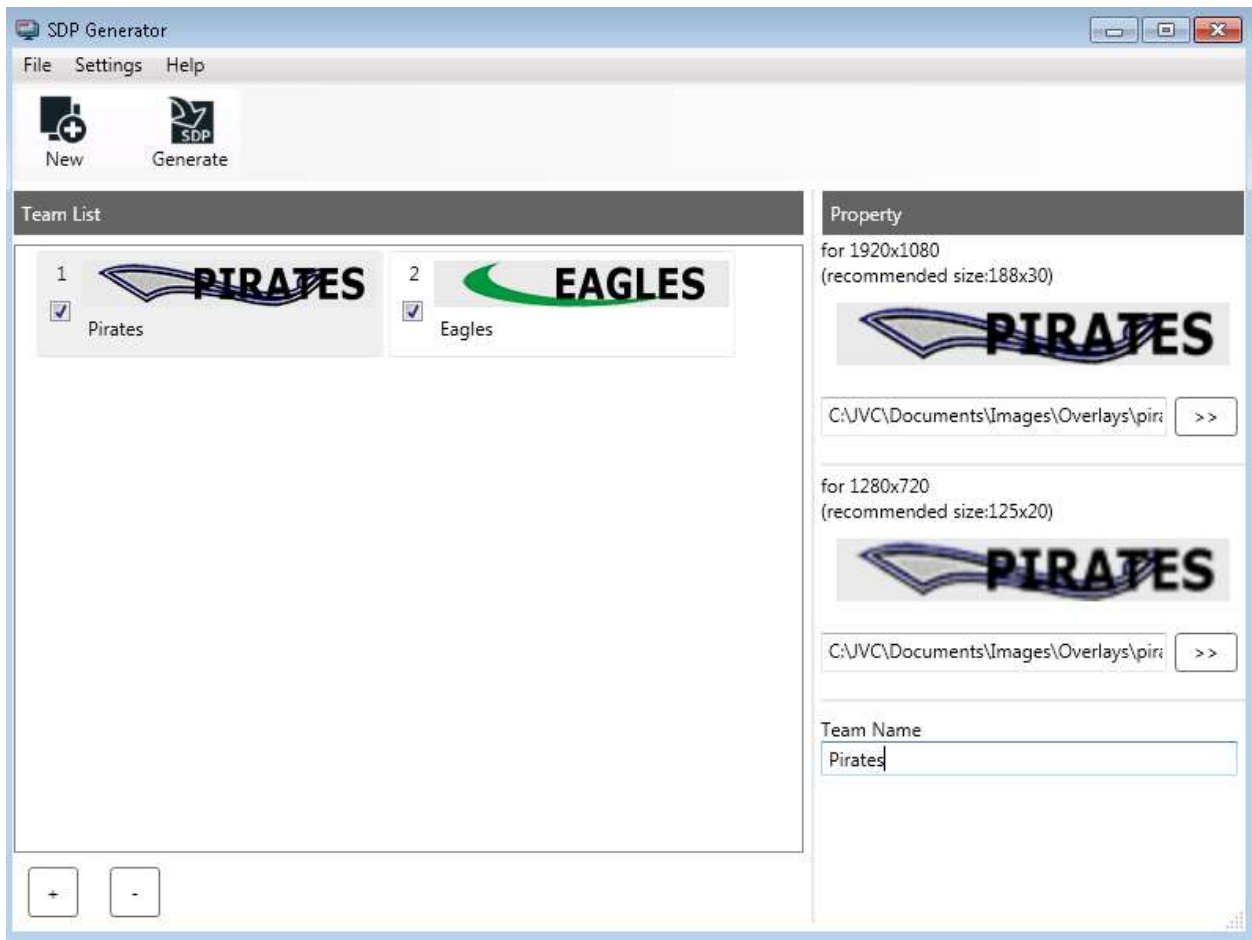 SDP Generator
File Settings Help
SDP
New Generate
Team List
1 PIRATES
Pirates
2 EAGLES
Eagles
Property
for 1920x1080
(recommended size:188x30)
PIRATES
C:\JVC\Documents\Images\Overlays\pira >>
for 1280x720
(recommended size:125x20)
PIRATES
C:\JVC\Documents\Images\Overlays\pira >>
Team Name
Pirates
+ -